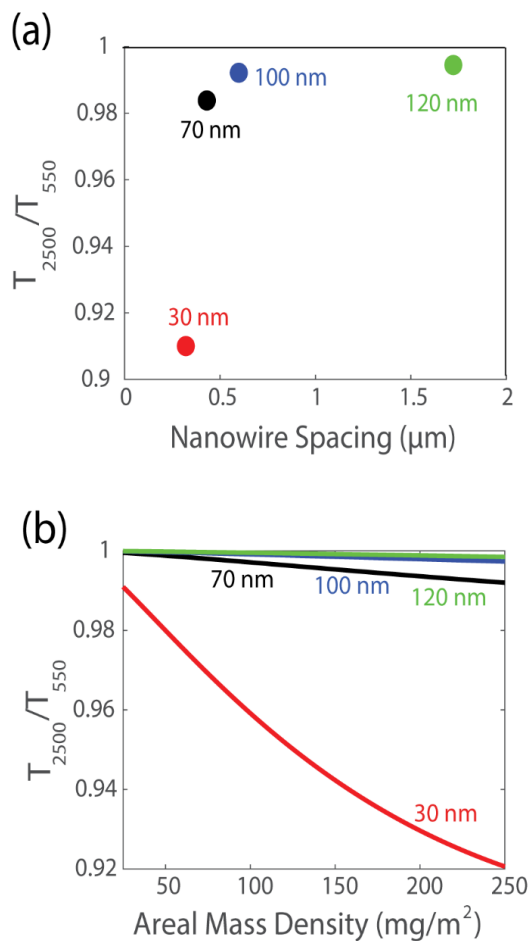 (a)
1
0.98
0.96
0.94
0.92
0.9
T2500/T550
100 nm
120 nm
70 nm
30 nm
0 0.5 1 1.5 2
Nanowire Spacing (μm)
(b)
1
0.98
0.96
0.94
0.92
T2500/T550
70 nm 100 nm 120 nm
30 nm
50 100 150 200 250
Areal Mass Density (mg/m²)